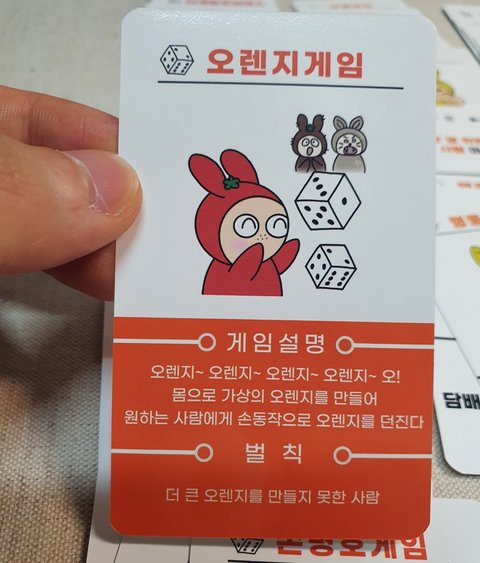 오렌지게임
게임설명
오렌지~ 오렌지~ 오렌지~ 오렌지~ 오!
몸으로 가상의 오렌지를 만들어
원하는 사람에게 손동작으로 오렌지를 던진다
벌칙
더 큰 오렌지를 만들지 못한 사람
담배